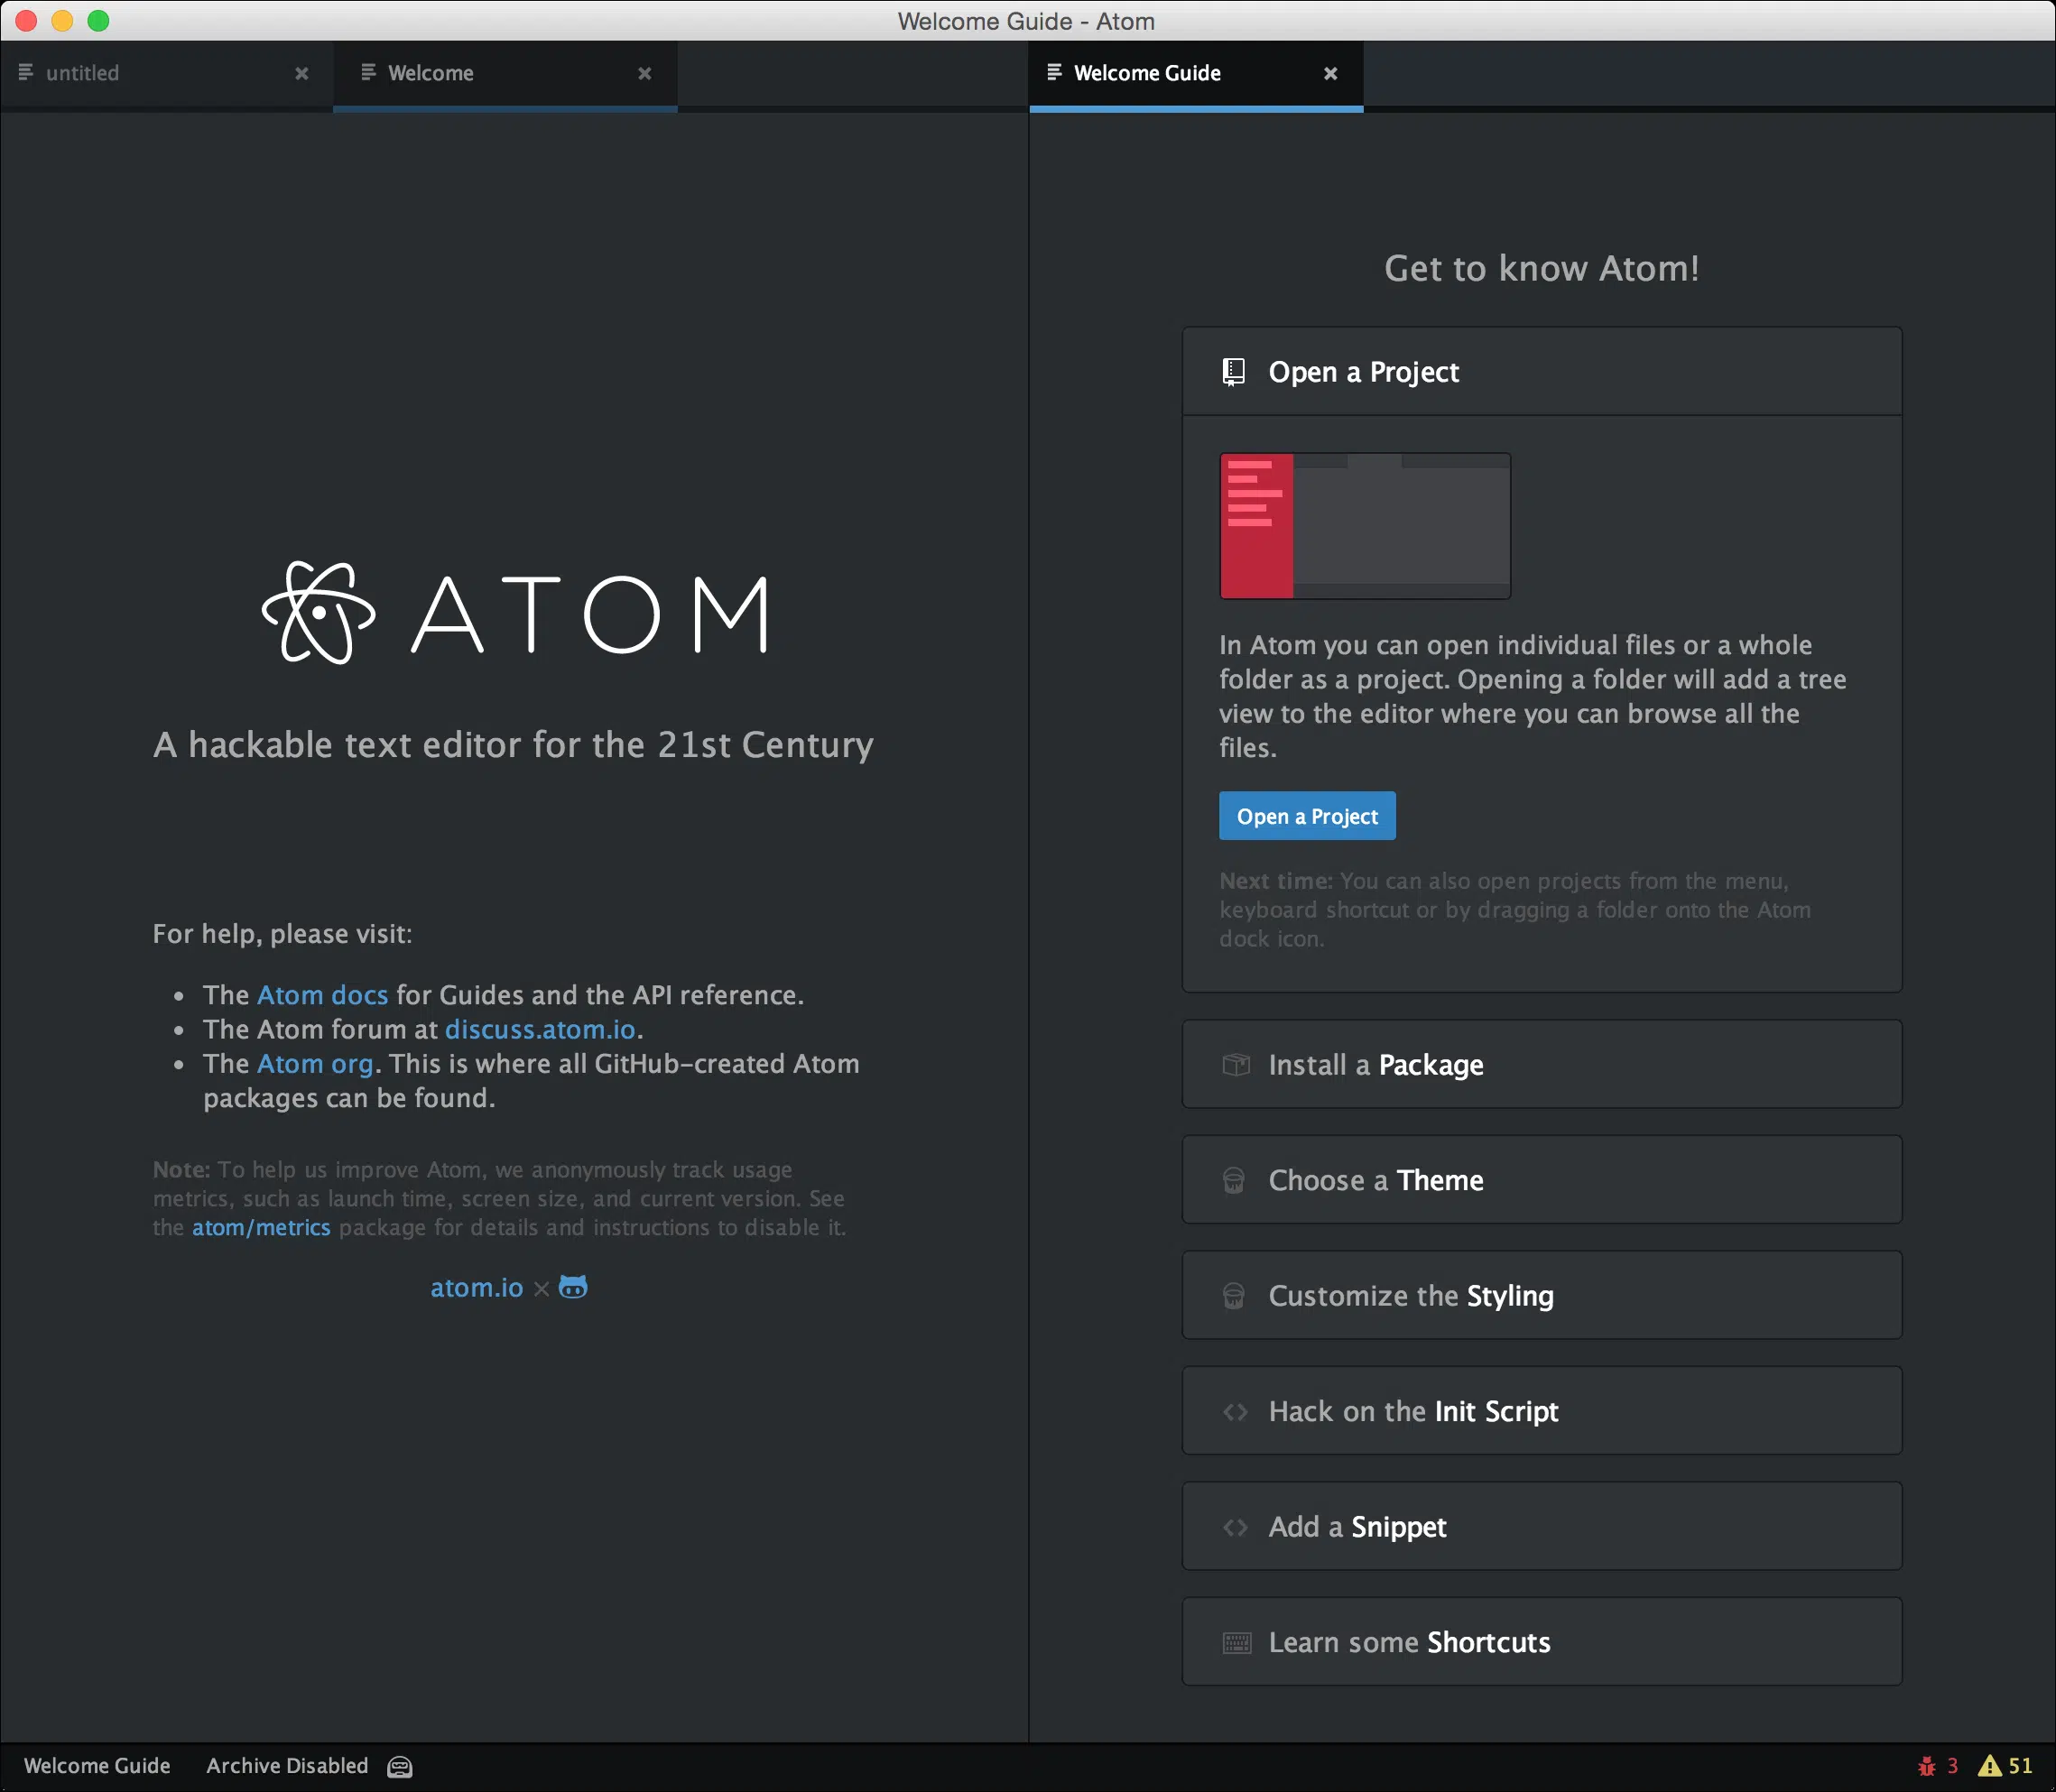 Welcome Guide - Atom
untitled
Welcome
Welcome Guide
ATOM
A hackable text editor for the 21st Century
For help, please visit:
• The Atom docs for Guides and the API reference.
• The Atom forum at discuss.atom.io.
• The Atom org. This is where all GitHub-created Atom
packages can be found.
Note: To help us improve Atom, we anonymously track usage
metrics, such as launch time, screen size, and current version. See
the atom/metrics package for details and instructions to disable it.
atom.io ×
Get to know Atom!
Open a Project
In Atom you can open individual files or a whole
folder as a project. Opening a folder will add a tree
view to the editor where you can browse all the
files.
Open a Project
Next time: You can also open projects from the menu,
keyboard shortcut or by dragging a folder onto the Atom
dock icon.
Install a Package
Choose a Theme
Customize the Styling
Hack on the Init Script
Add a Snippet
Learn some Shortcuts
Welcome Guide Archive Disabled
3 51